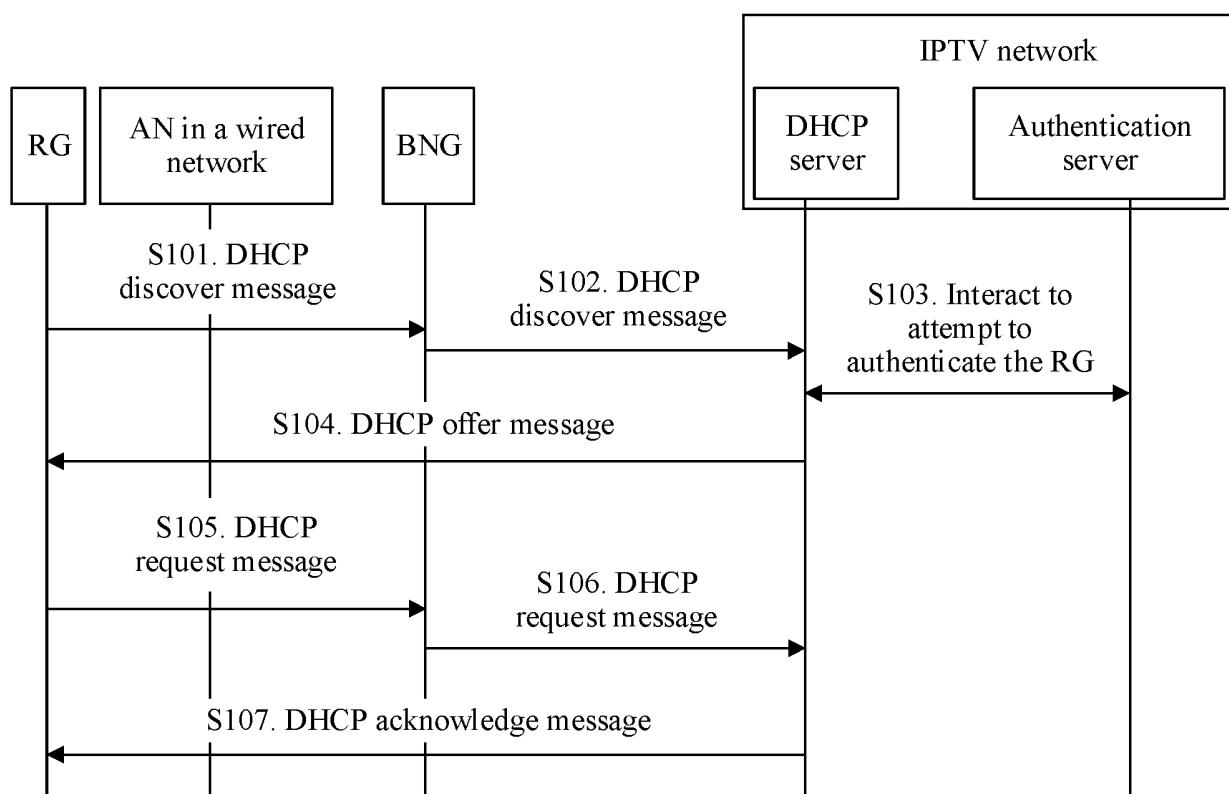 IPTV network
RG
AN in a wired
network
BNG
DHCP
server
Authentication
server
S101. DHCP
discover message
S102. DHCP
discover message
S103. Interact to
attempt to
authenticate the RG
S104. DHCP offer message
S105. DHCP
request message
S106. DHCP
request message
S107. DHCP acknowledge message